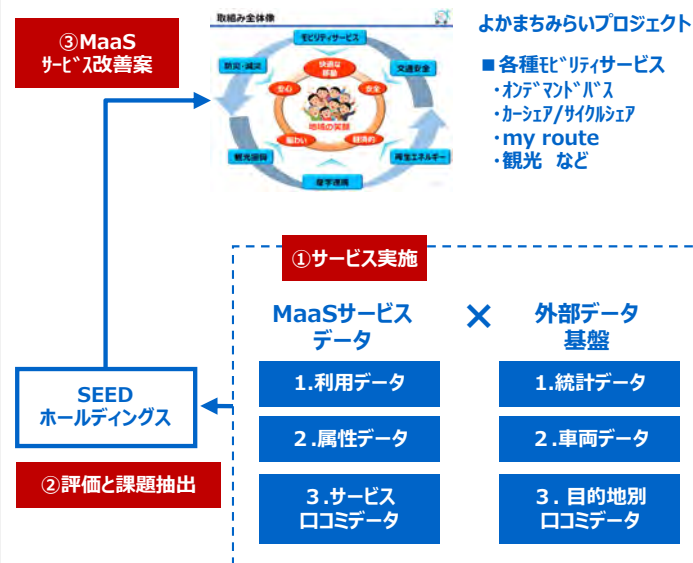 ③MaaS
ｻｰﾋﾞｽ改善案
取組み全体像
モビリティサービス
防災・減災
快適な
移動
交通安全
安心
安全
地域の笑顔
賑わい
経済的
再生エネルギー
産学連携
よかまちみらいプロジェクト
■各種ﾓﾋﾞﾘﾃｨサービス
・ｵﾝﾃﾞﾏﾝﾄﾞﾊﾞｽ
・ｶｰｼｪｱ/ｻｲｸﾙｼｪｱ
・my route
・観光 など
①サービス実施
MaaSサービス
データ
×
外部データ
基盤
1.利用データ
1.統計データ
SEED
ホールディングス
２.属性データ
２.車両データ
②評価と課題抽出
３.サービス
口コミデータ
３. 目的地別
口コミデータ